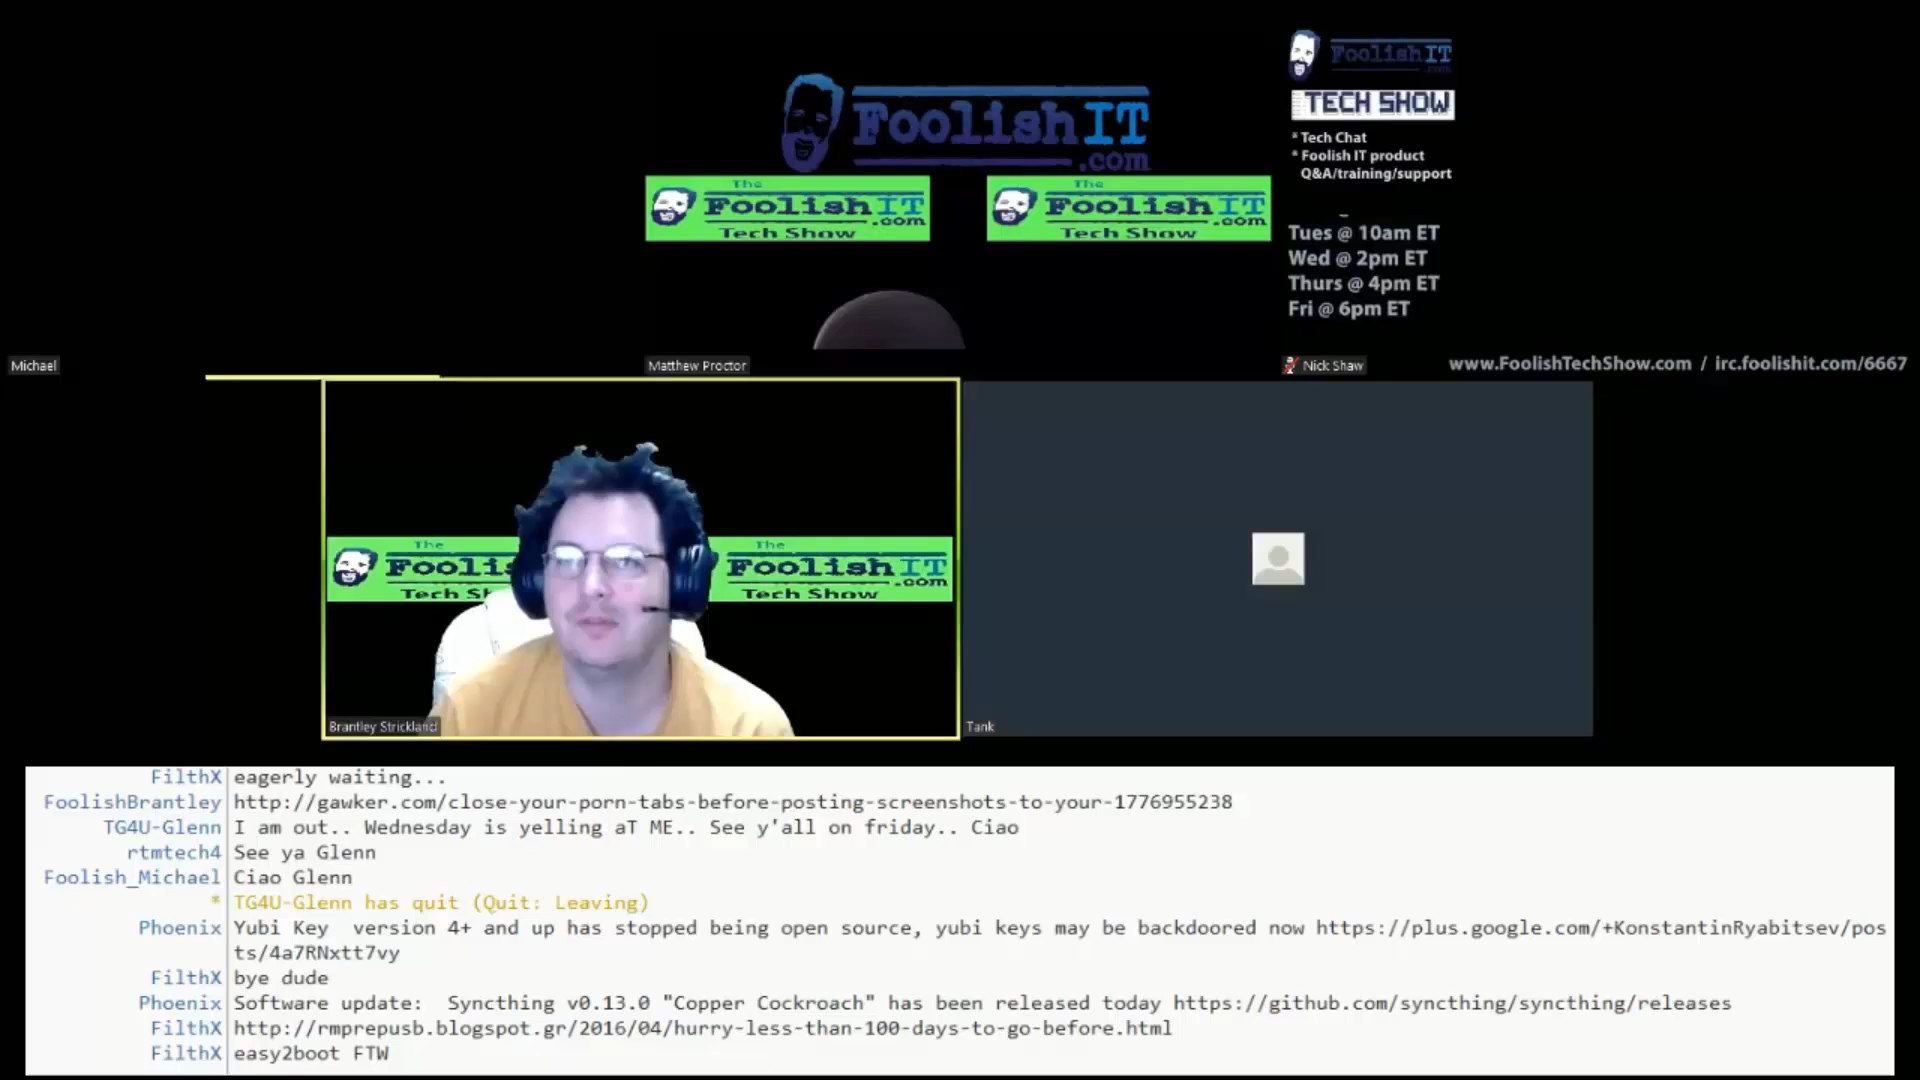 FoolishIT
.com
The
FoolishIT
.com
Tech Show
The
FoolishIT
.com
Tech Show
FoolishIT
.com
TECH SHOW
* Tech Chat
* Foolish IT product
Q&A/training/support
Tues @ 10am ET
Wed @ 2pm ET
Thurs @ 4pm ET
Fri @ 6pm ET
Michael
Matthew Proctor
Nick Shaw
www.FoolishTechShow.com / irc.foolishit.com/6667
The
Foolis
Tech Sh
The
FoolishIT
.com
Tech Show
Brantley Strickland
Tank
FilthX eagerly waiting...
FoolishBrantley http://gawker.com/close-your-porn-tabs-before-posting-screenshots-to-your-1776955238
TG4U-Glenn I am out.. Wednesday is yelling aT ME.. See y'all on friday.. Ciao
rtmtech4 See ya Glenn
Foolish_Michael Ciao Glenn
* TG4U-Glenn has quit (Quit: Leaving)
Phoenix Yubi Key  version 4+ and up has stopped being open source, yubi keys may be backdoored now https://plus.google.com/+KonstantinRyabitsev/pos
ts/4a7RNxtt7vy
FilthX bye dude
Phoenix Software update:  Syncthing v0.13.0 "Copper Cockroach" has been released today https://github.com/syncthing/syncthing/releases
FilthX http://rmprepusb.blogspot.gr/2016/04/hurry-less-than-100-days-to-go-before.html
FilthX easy2boot FTW